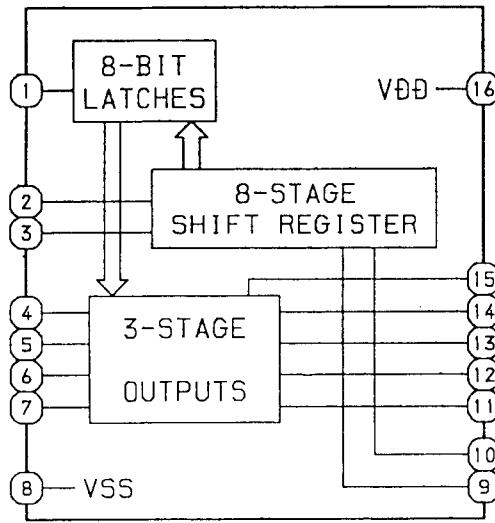 8-BIT
LATCHES
1
VDD
16
2
3
8-STAGE
SHIFT REGISTER
4
5
6
7
3-STAGE
OUTPUTS
15
14
13
12
11
10
9
8
VSS